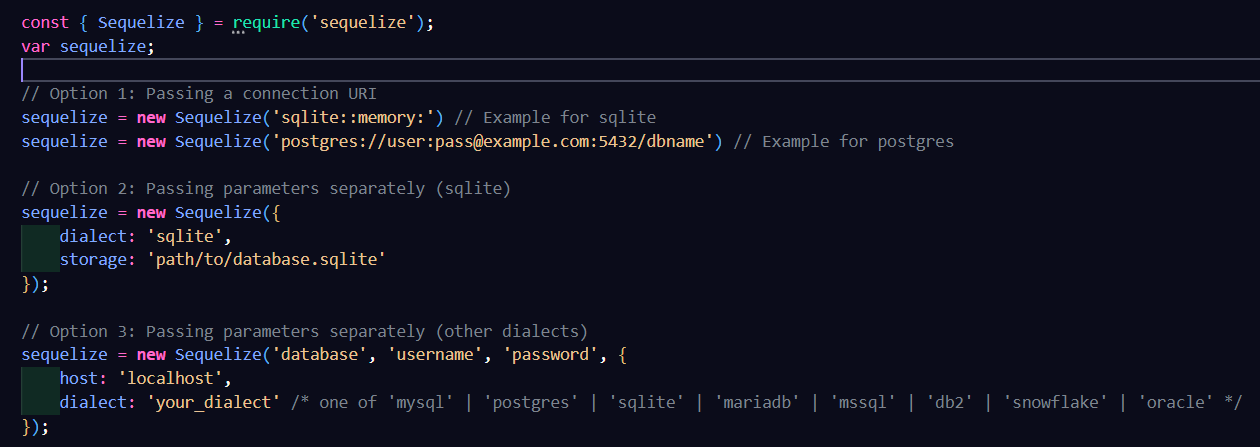 const { Sequelize } = require('sequelize');
var sequelize;
// Option 1: Passing a connection URI
sequelize = new Sequelize('sqlite::memory:') // Example for sqlite
sequelize = new Sequelize('postgres://user:pass@example.com:5432/dbname') // Example for postgres
// Option 2: Passing parameters separately (sqlite)
sequelize = new Sequelize({
    dialect: 'sqlite',
    storage: 'path/to/database.sqlite'
});
// Option 3: Passing parameters separately (other dialects)
sequelize = new Sequelize('database', 'username', 'password', {
    host: 'localhost',
    dialect: 'your_dialect' /* one of 'mysql' | 'postgres' | 'sqlite' | 'mariadb' | 'mssql' | 'db2' | 'snowflake' | 'oracle' */
});